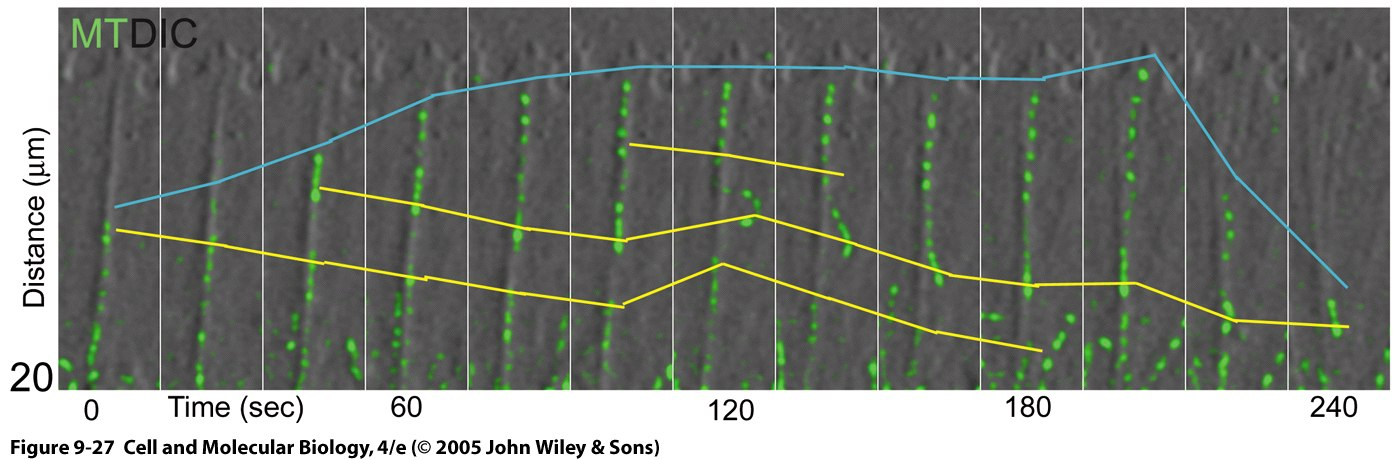 MTDIC
Distance (µm)
20
0 Time (sec) 60 120 180 240
Figure 9-27 Cell and Molecular Biology, 4/e (© 2005 John Wiley & Sons)